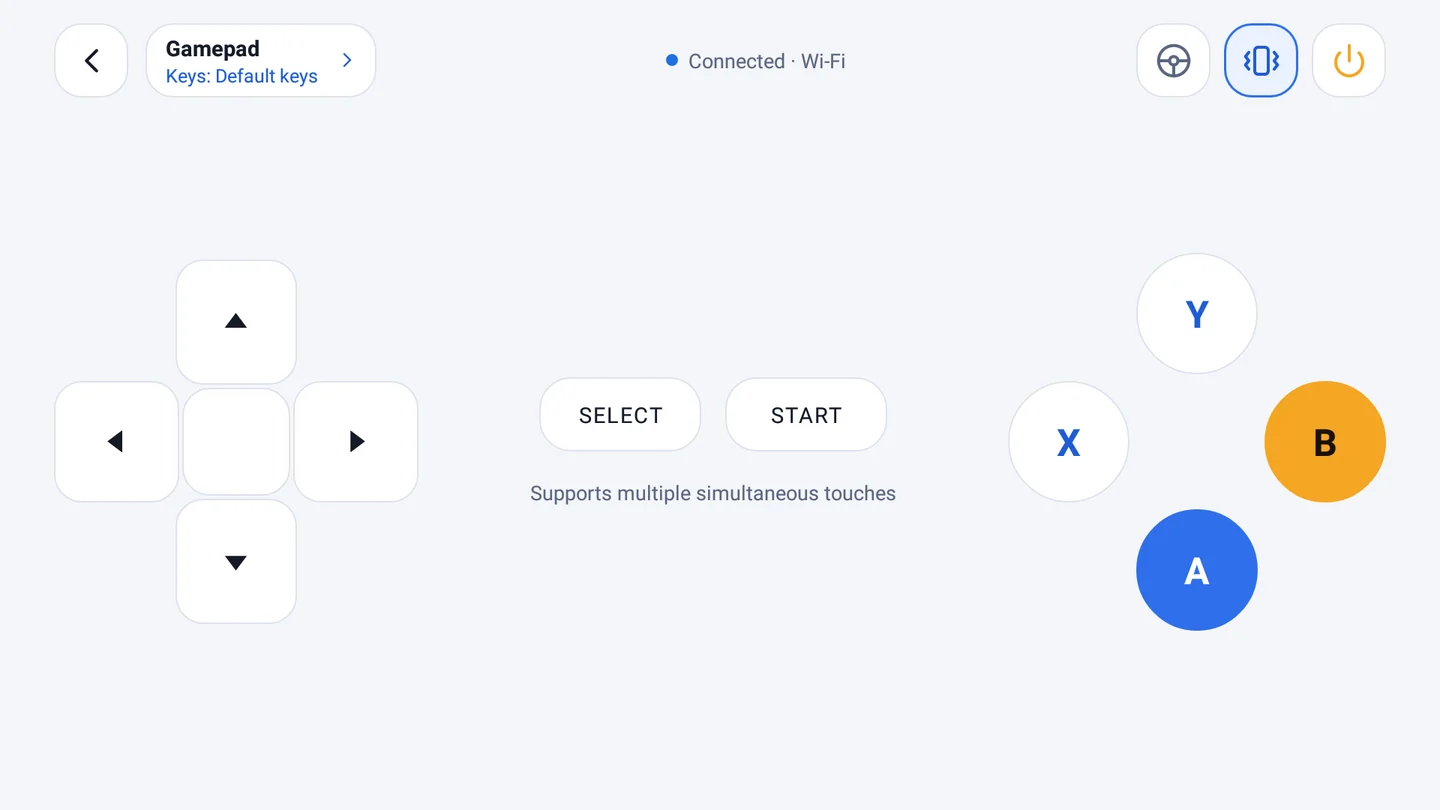 Gamepad
Keys: Default keys
Connected · Wi-Fi
SELECT
START
Supports multiple simultaneous touches
Y
X
B
A